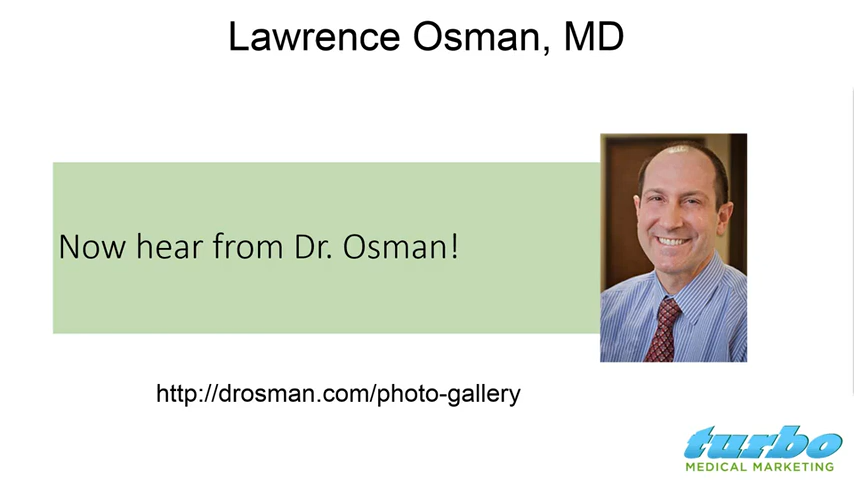 Lawrence Osman, MD
Now hear from Dr. Osman!
http://drosman.com/photo-gallery
turbo
MEDICAL MARKETING